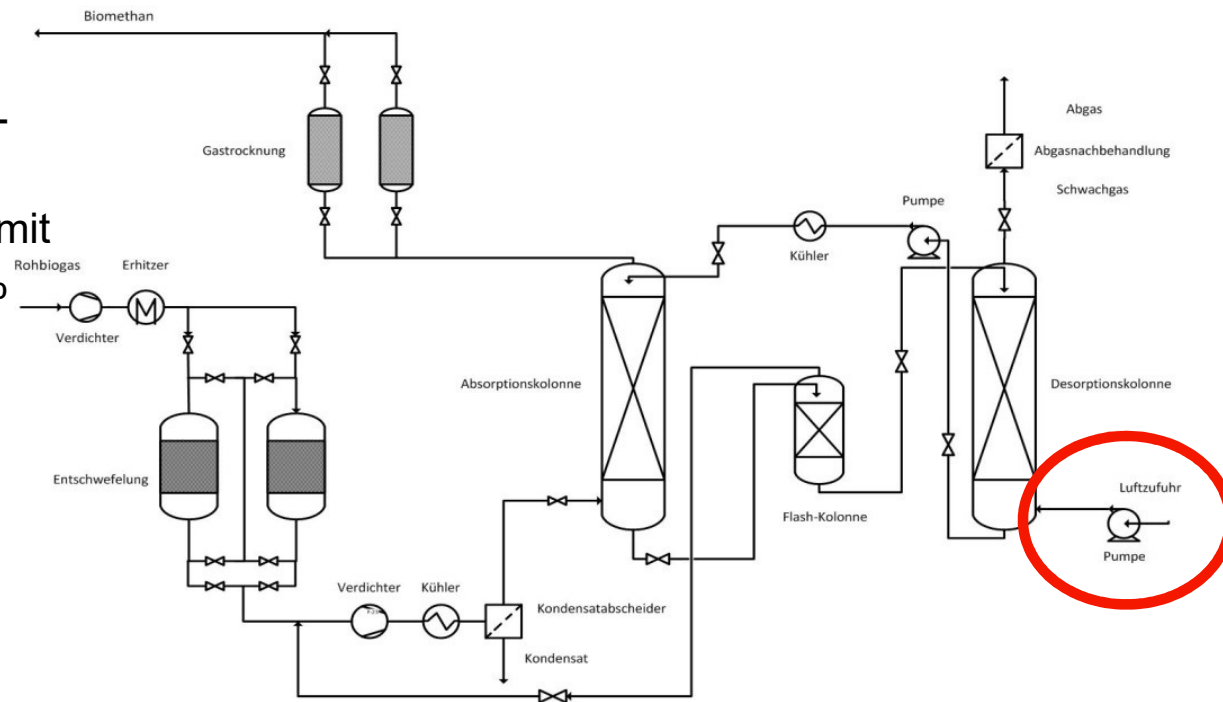 Biomethan
-
mit
Gastrocknung
Abgas
Abgasnachbehandlung
Schwachgas
Pumpe
Kühler
Rohbiogas
Erhitzer
M
Verdichter
Absorptionskolonne
Desorptionskolonne
Entschwefelung
Flash-Kolonne
Luftzufuhr
Pumpe
Verdichter
Kühler
Kondensatabscheider
Kondensat